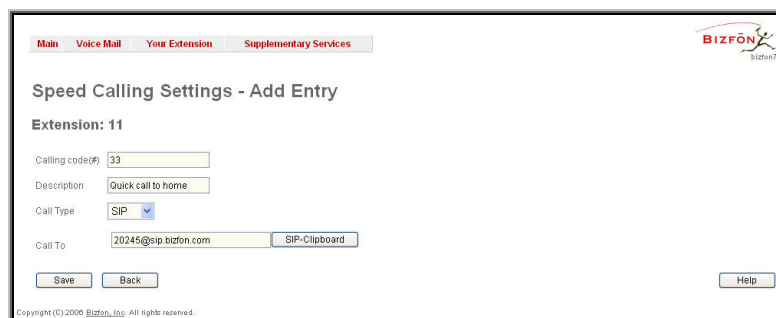 Main Voice Mail Your Extension Supplementary Services
BIZFŌN
bizfon7
Speed Calling Settings - Add Entry
Extension: 11
Calling code(#) 33
Description Quick call to home
Call Type SIP
Call To 20245@sip.bizfon.com SIP-Clipboard
Save Back Help
Copyright (C) 2006 Bizfon, Inc. All rights reserved.